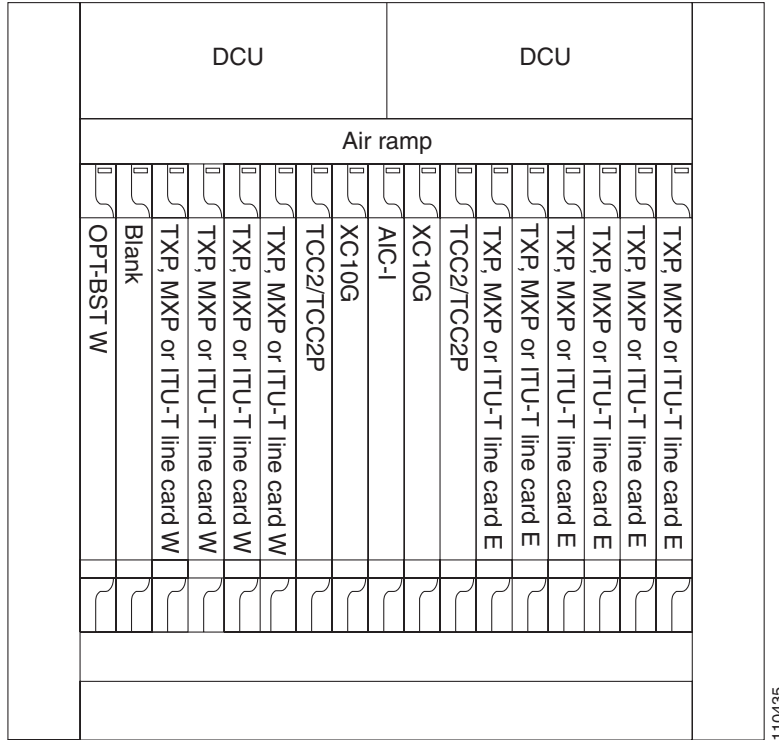 DCU
DCU
Air ramp
OPT-BST W
Blank
TXP, MXP or ITU-T line card W
TXP, MXP or ITU-T line card W
TXP, MXP or ITU-T line card W
TXP, MXP or ITU-T line card W
TCC2/TCC2P
XC10G
AIC-I
XC10G
TCC2/TCC2P
TXP, MXP or ITU-T line card E
TXP, MXP or ITU-T line card E
TXP, MXP or ITU-T line card E
TXP, MXP or ITU-T line card E
TXP, MXP or ITU-T line card E
TXP, MXP or ITU-T line card E
110435